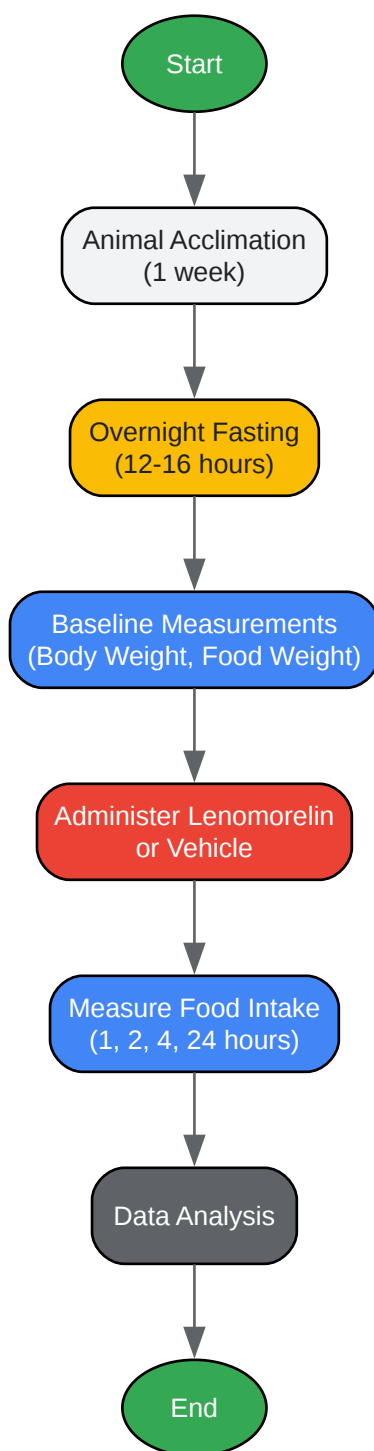 Start
Animal Acclimation
(1 week)
Overnight Fasting
(12-16 hours)
Baseline Measurements
(Body Weight, Food Weight)
Administer Lenomorelin
or Vehicle
Measure Food Intake
(1, 2, 4, 24 hours)
Data Analysis
End